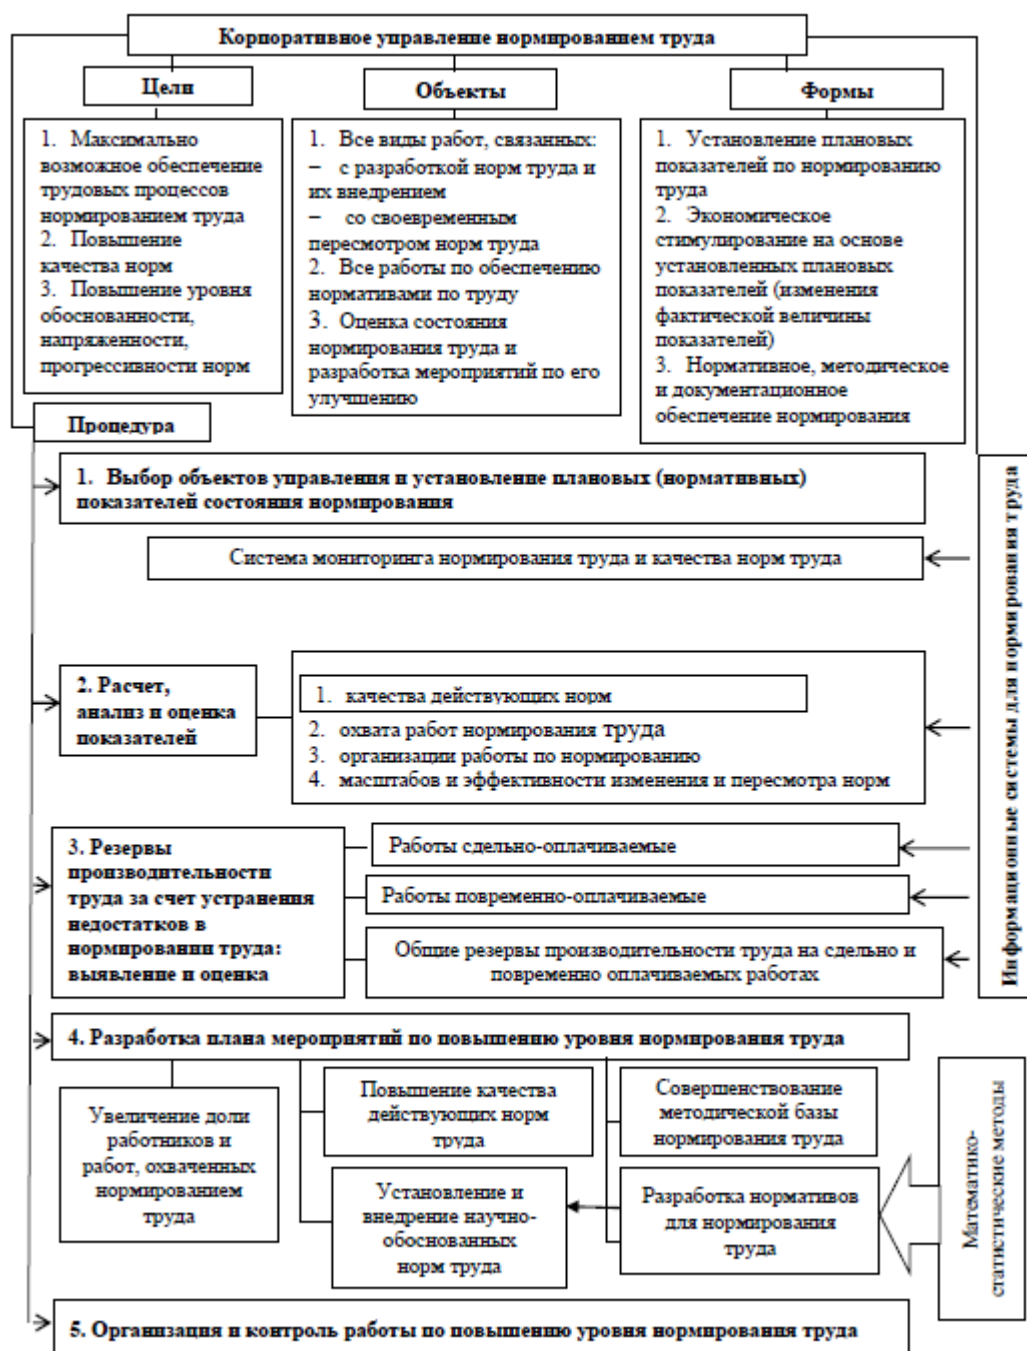 Корпоративное управление нормированием труда
Цели
Объекты
Формы
1. Максимально
возможное обеспечение
трудовых процессов
нормированием труда
2. Повышение
качества норм
3. Повышение уровня
обоснованности,
напряженности,
прогрессивности норм
1. Все виды работ, связанных:
– с разработкой норм труда и
их внедрением
– со своевременным
пересмотром норм труда
2. Все работы по обеспечению
нормативами по труду
3. Оценка состояния
нормирования труда и
разработка мероприятий по его
улучшению
1. Установление плановых
показателей по нормированию
труда
2. Экономическое
стимулирование на основе
установленных плановых
показателей (изменения
фактической величины
показателей)
3. Нормативное, методическое
и документационное
обеспечение нормирования
Процедура
1. Выбор объектов управления и установление плановых (нормативных)
показателей состояния нормирования
Система мониторинга нормирования труда и качества норм труда
2. Расчет,
анализ и оценка
показателей
1. качества действующих норм
2. охвата работ нормирования труда
3. организации работы по нормированию
4. масштабов и эффективности изменения и пересмотра норм
3. Резервы
производительности
труда за счет устранения
недостатков в
нормировании труда:
выявление и оценка
Работы сдельно-оплачиваемые
Работы повременно-оплачиваемые
Общие резервы производительности труда на сдельно и
повременно оплачиваемых работах
Информационные системы для нормирования труда
4. Разработка плана мероприятий по повышению уровня нормирования труда
Увеличение доли
работников и
работ, охваченных
нормированием
труда
Повышение качества
действующих норм
труда
Совершенствование
методической базы
нормирования труда
Установление и
внедрение научно-
обоснованных
норм труда
Разработка нормативов
для нормирования
труда
Математико-
статистические методы
5. Организация и контроль работы по повышению уровня нормирования труда